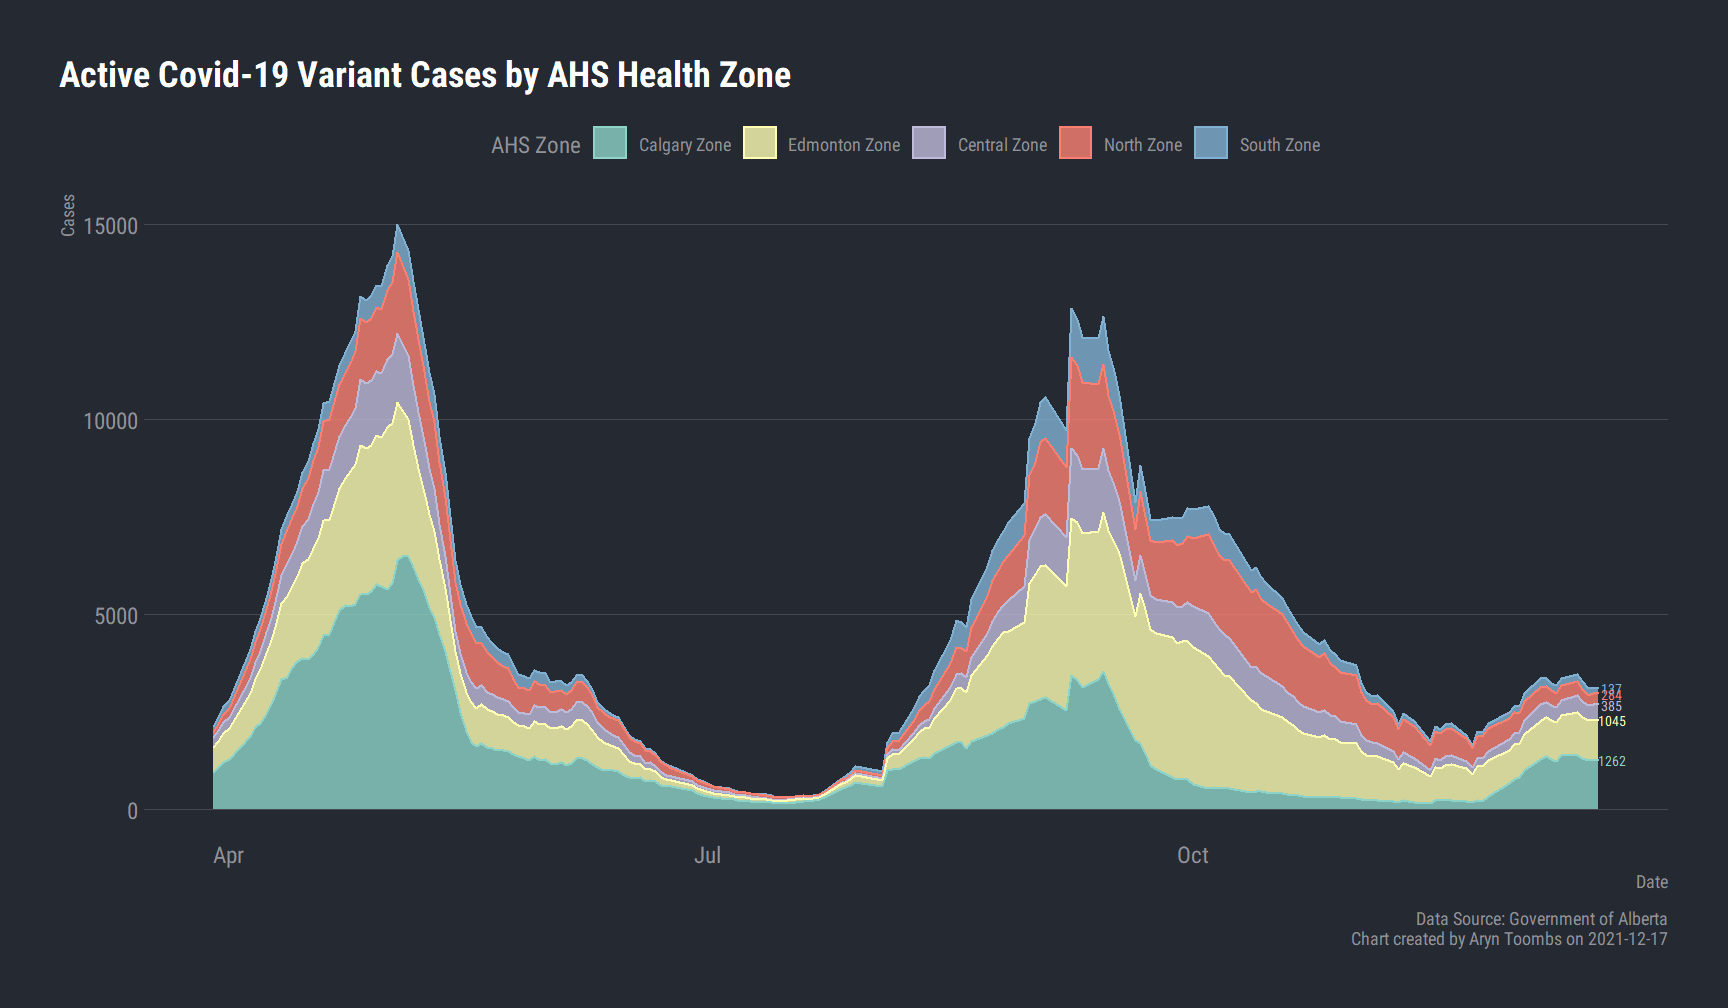 Active Covid-19 Variant Cases by AHS Health Zone
AHS Zone Calgary Zone Edmonton Zone Central Zone North Zone South Zone
Cases
15000
10000
5000
0
137
284
385
1045
1262
Apr Jul Oct
Date
Data Source: Government of Alberta
Chart created by Aryn Toombs on 2021-12-17